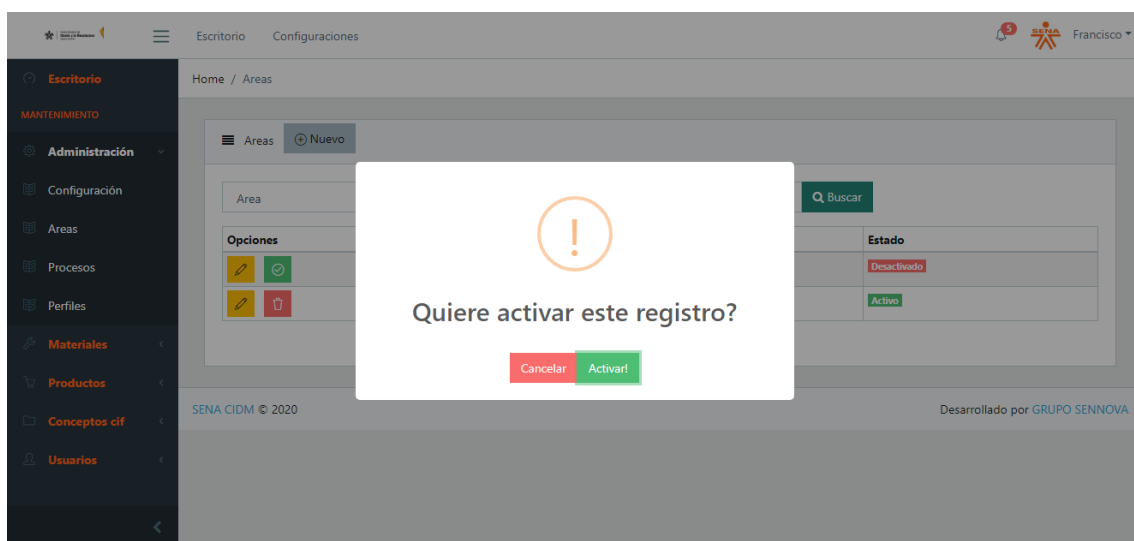 Escritorio Configuraciones
5
SENA
Francisco
Escritorio
MANTENIMIENTO
Administración
Configuración
Areas
Procesos
Perfiles
Materiales
Productos
Conceptos cif
Usuarios
Home / Areas
Areas Nuevo
Area
Buscar
Opciones Estado
Desactivado
Activo
!
Quiere activar este registro?
Cancelar Activar!
SENA CIDM © 2020 Desarrollado por GRUPO SENNOVA